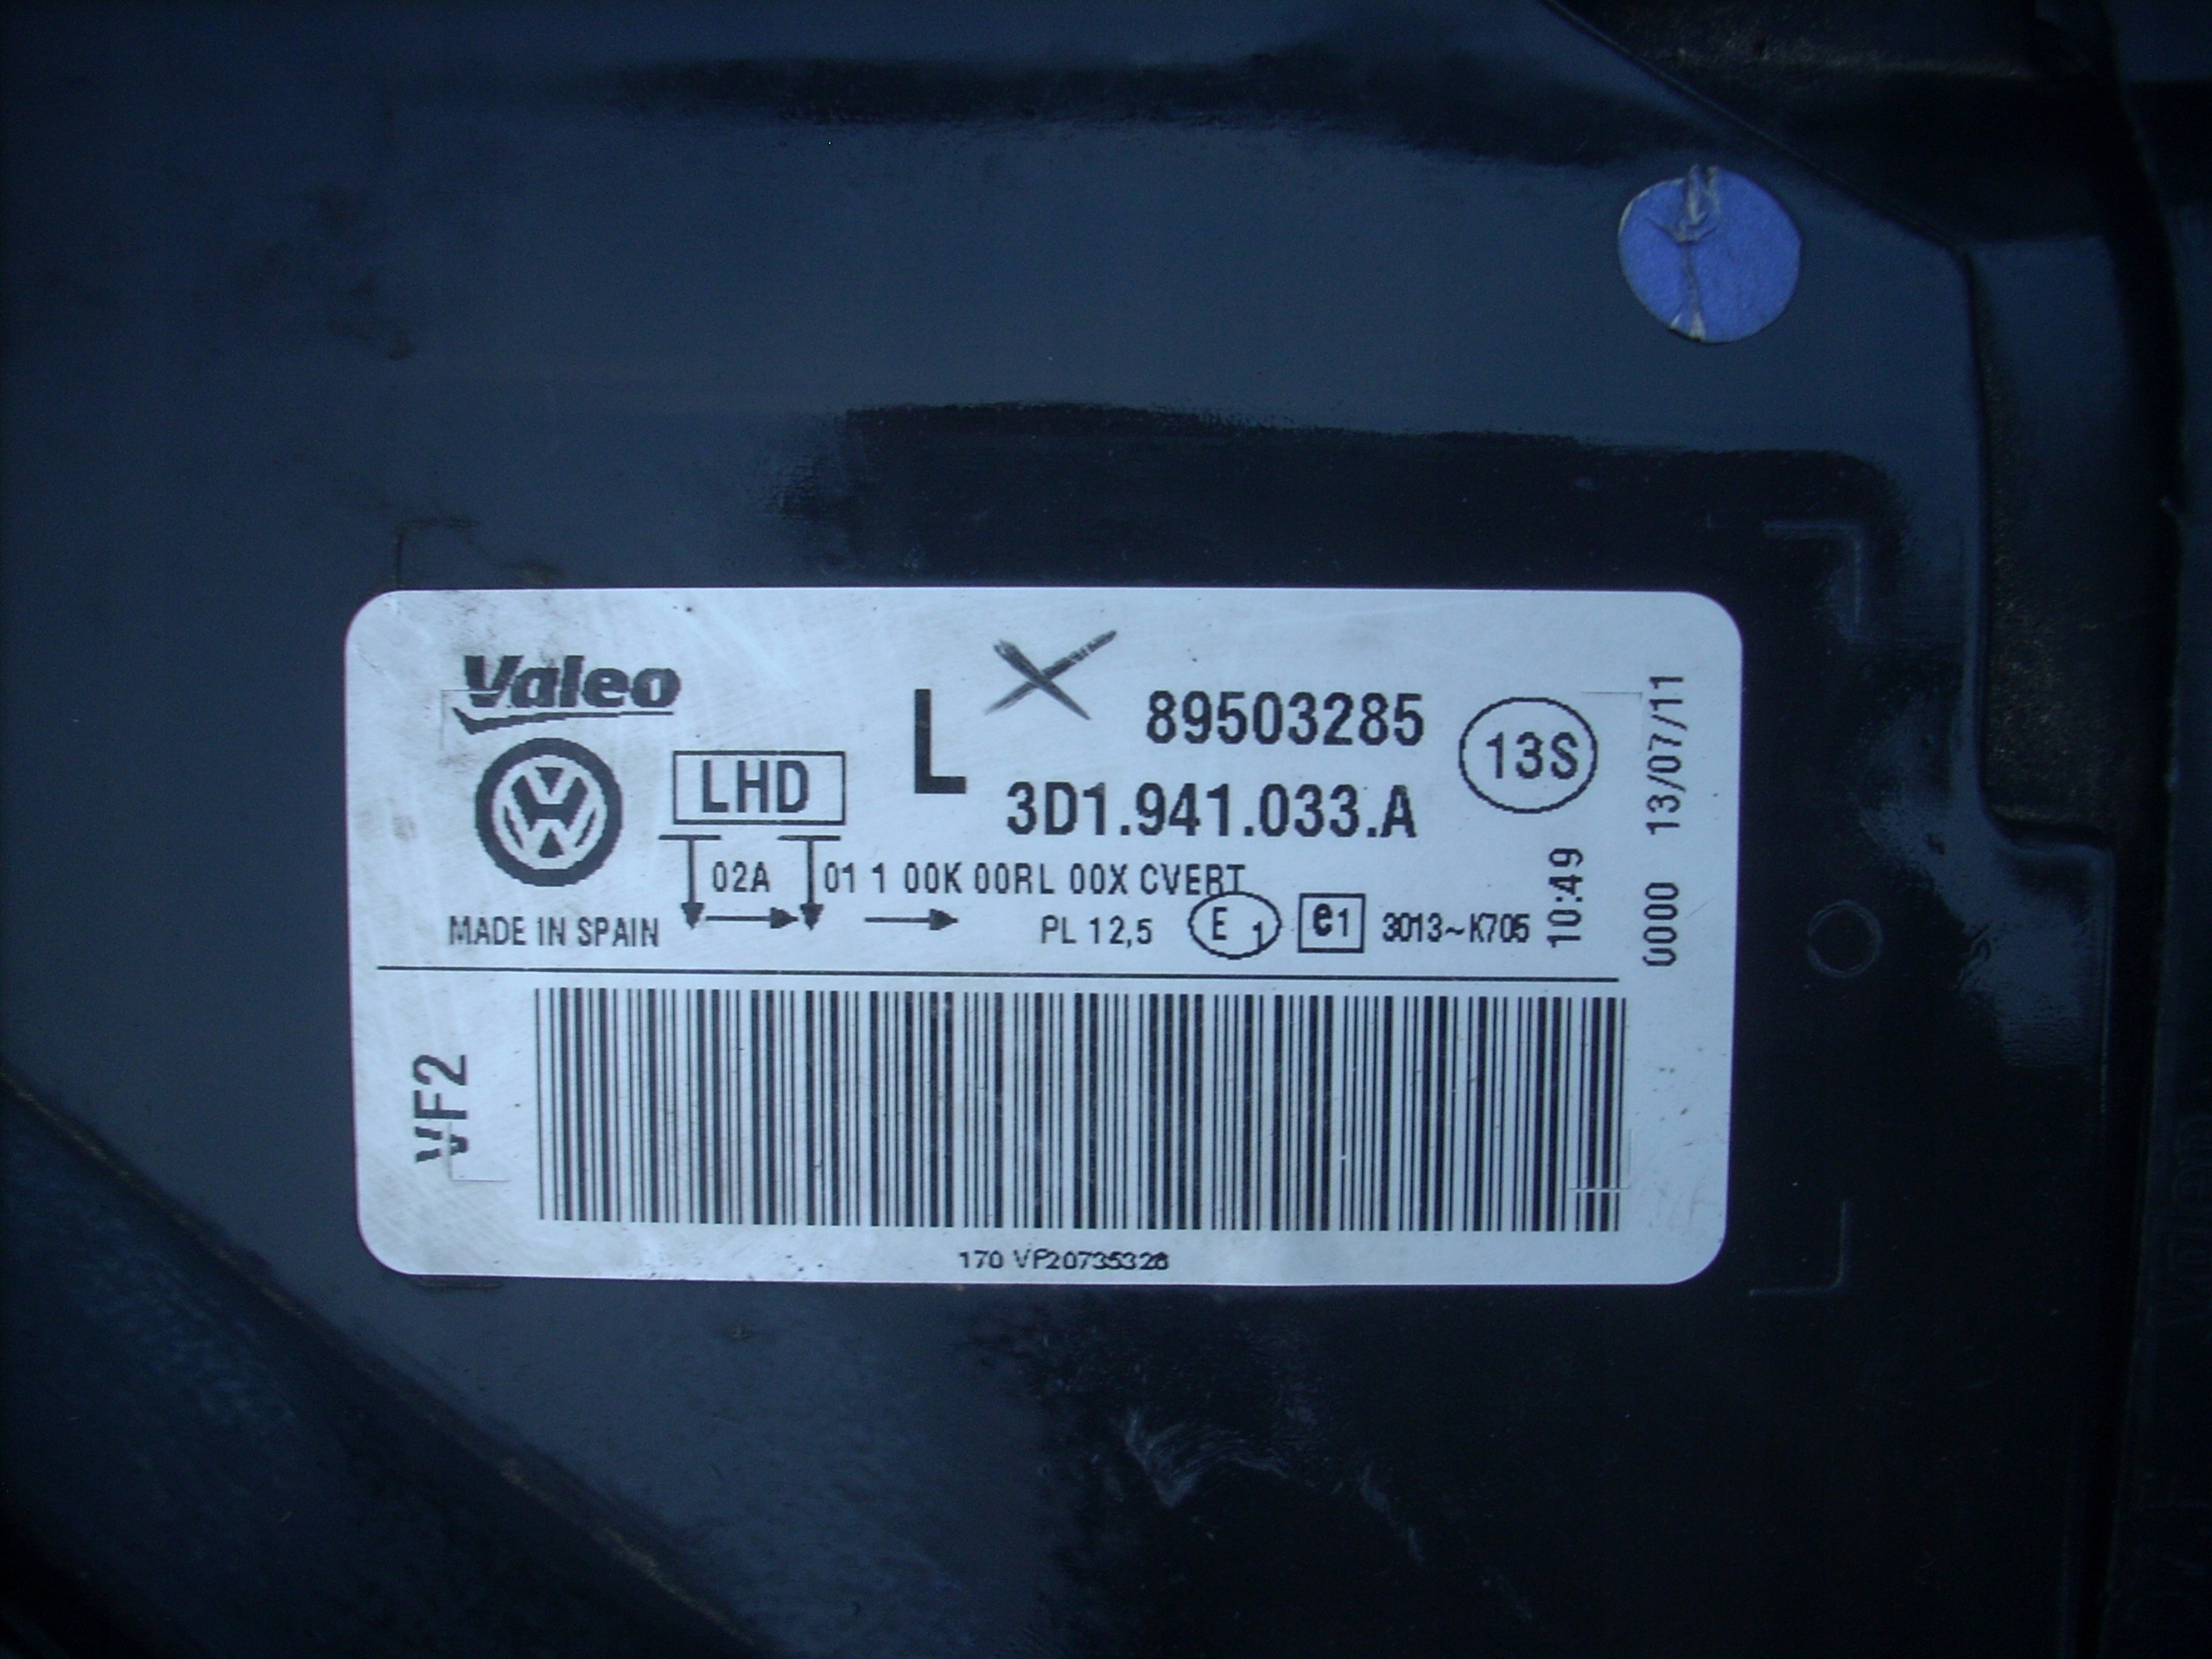 Valeo
L 89503285 13S
LHD 3D1.941.033.A
02A 01 1 00K 00RL 00X CVERT
MADE IN SPAIN PL 12,5 E 1 e1 3013~K705
10:49
0000 13/07/11
VF2
170 VF20735328